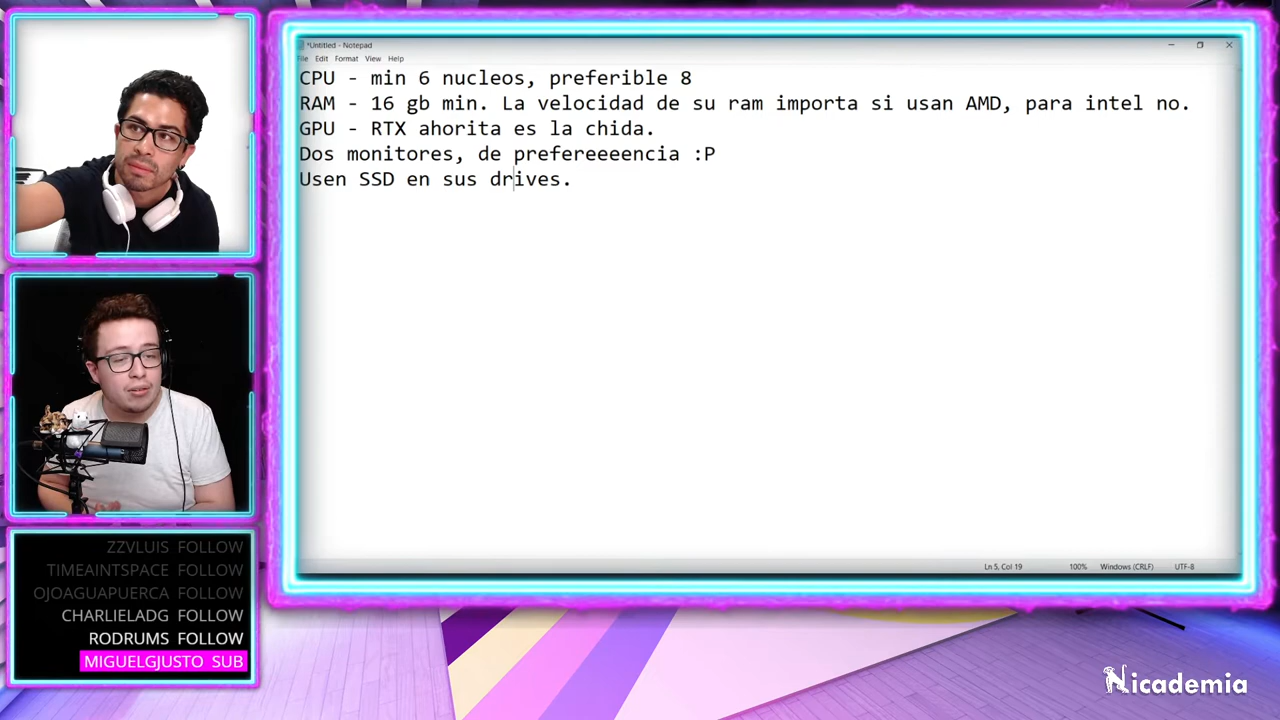 *Untitled - Notepad
File Edit Format View Help
CPU - min 6 nucleos, preferible 8
RAM - 16 gb min. La velocidad de su ram importa si usan AMD, para intel no.
GPU - RTX ahorita es la chida.
Dos monitores, de prefereeeencia :P
Usen SSD en sus drives.
Ln 5, Col 19 100% Windows (CRLF) UTF-8
ZZVLUIS FOLLOW
TIMEAINTSPACE FOLLOW
OJOAGUAPUERCA FOLLOW
CHARLIELADG FOLLOW
RODRUMS FOLLOW
MIGUELGJUSTO SUB
Nicademia